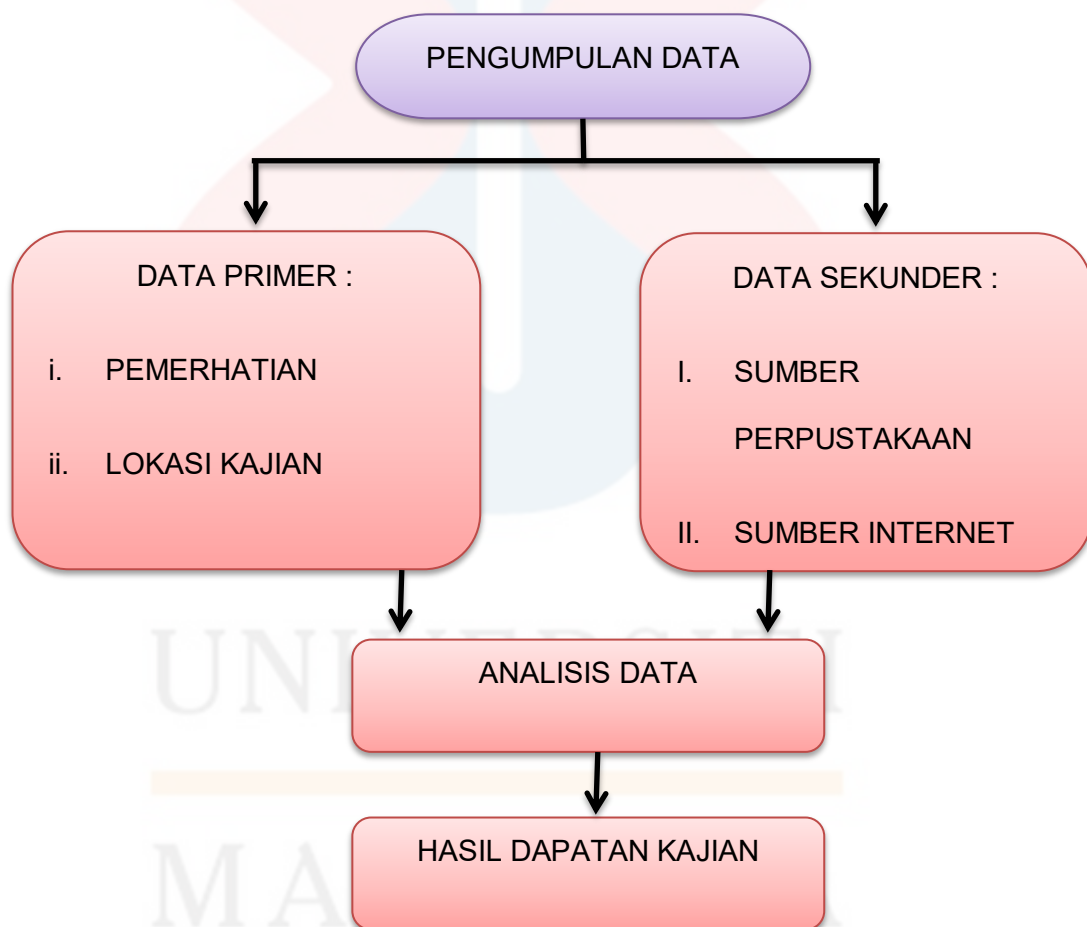 PENGUMPULAN DATA
DATA PRIMER :
i. PEMERHATIAN
ii. LOKASI KAJIAN
DATA SEKUNDER :
I. SUMBER
PERPUSTAKAAN
II. SUMBER INTERNET
ANALISIS DATA
HASIL DAPATAN KAJIAN